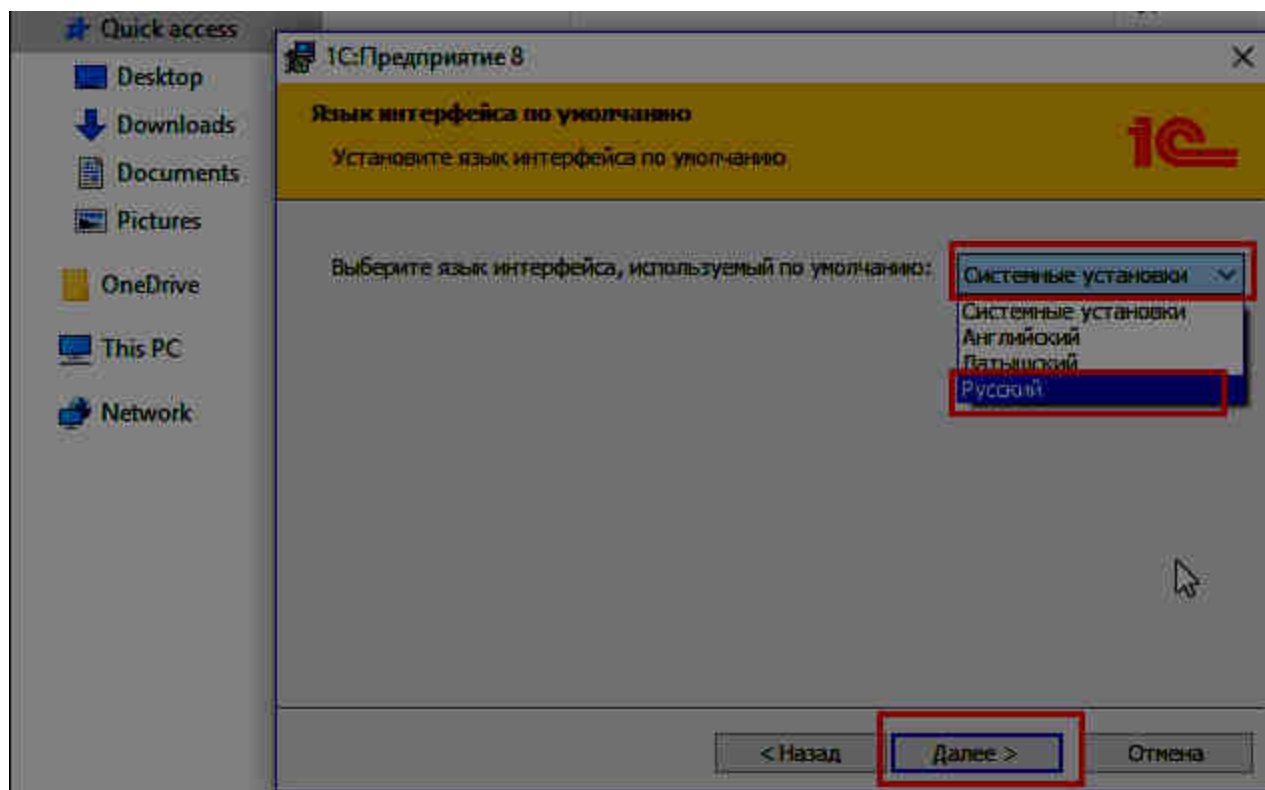 Quick access
Desktop
Downloads
Documents
Pictures
OneDrive
This PC
Network
1С:Предприятие 8
Язык интерфейса по умолчанию
Установите язык интерфейса по умолчанию
1С
Выберите язык интерфейса, используемый по умолчанию:
Системные установки
Системные установки
Английский
Латышский
Русский
< Назад
Далее >
Отмена